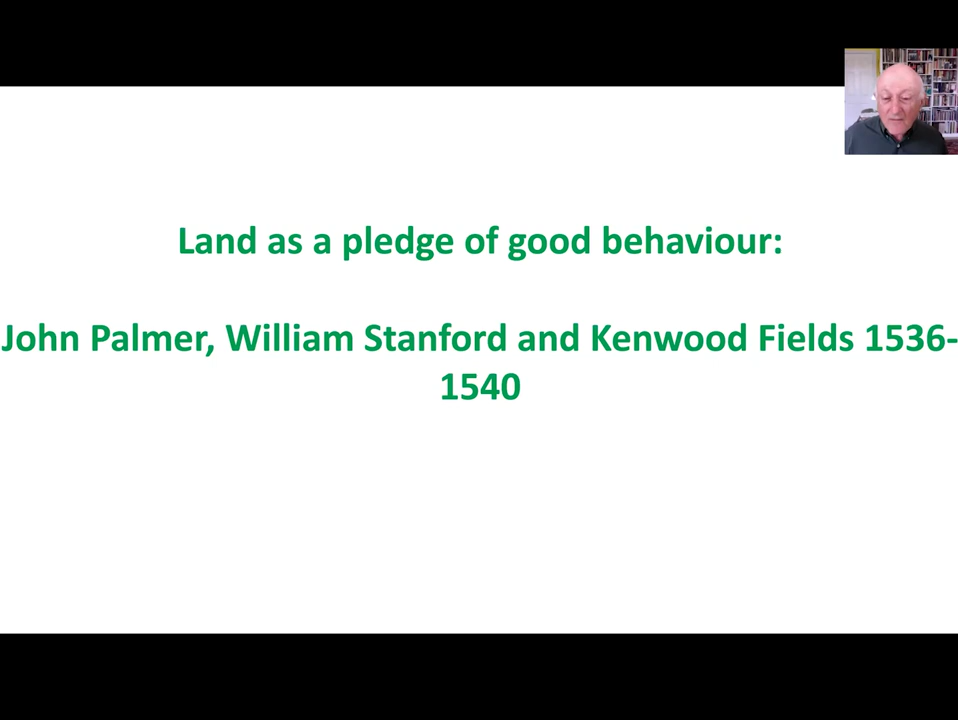 Land as a pledge of good behaviour:
John Palmer, William Stanford and Kenwood Fields 1536-
1540